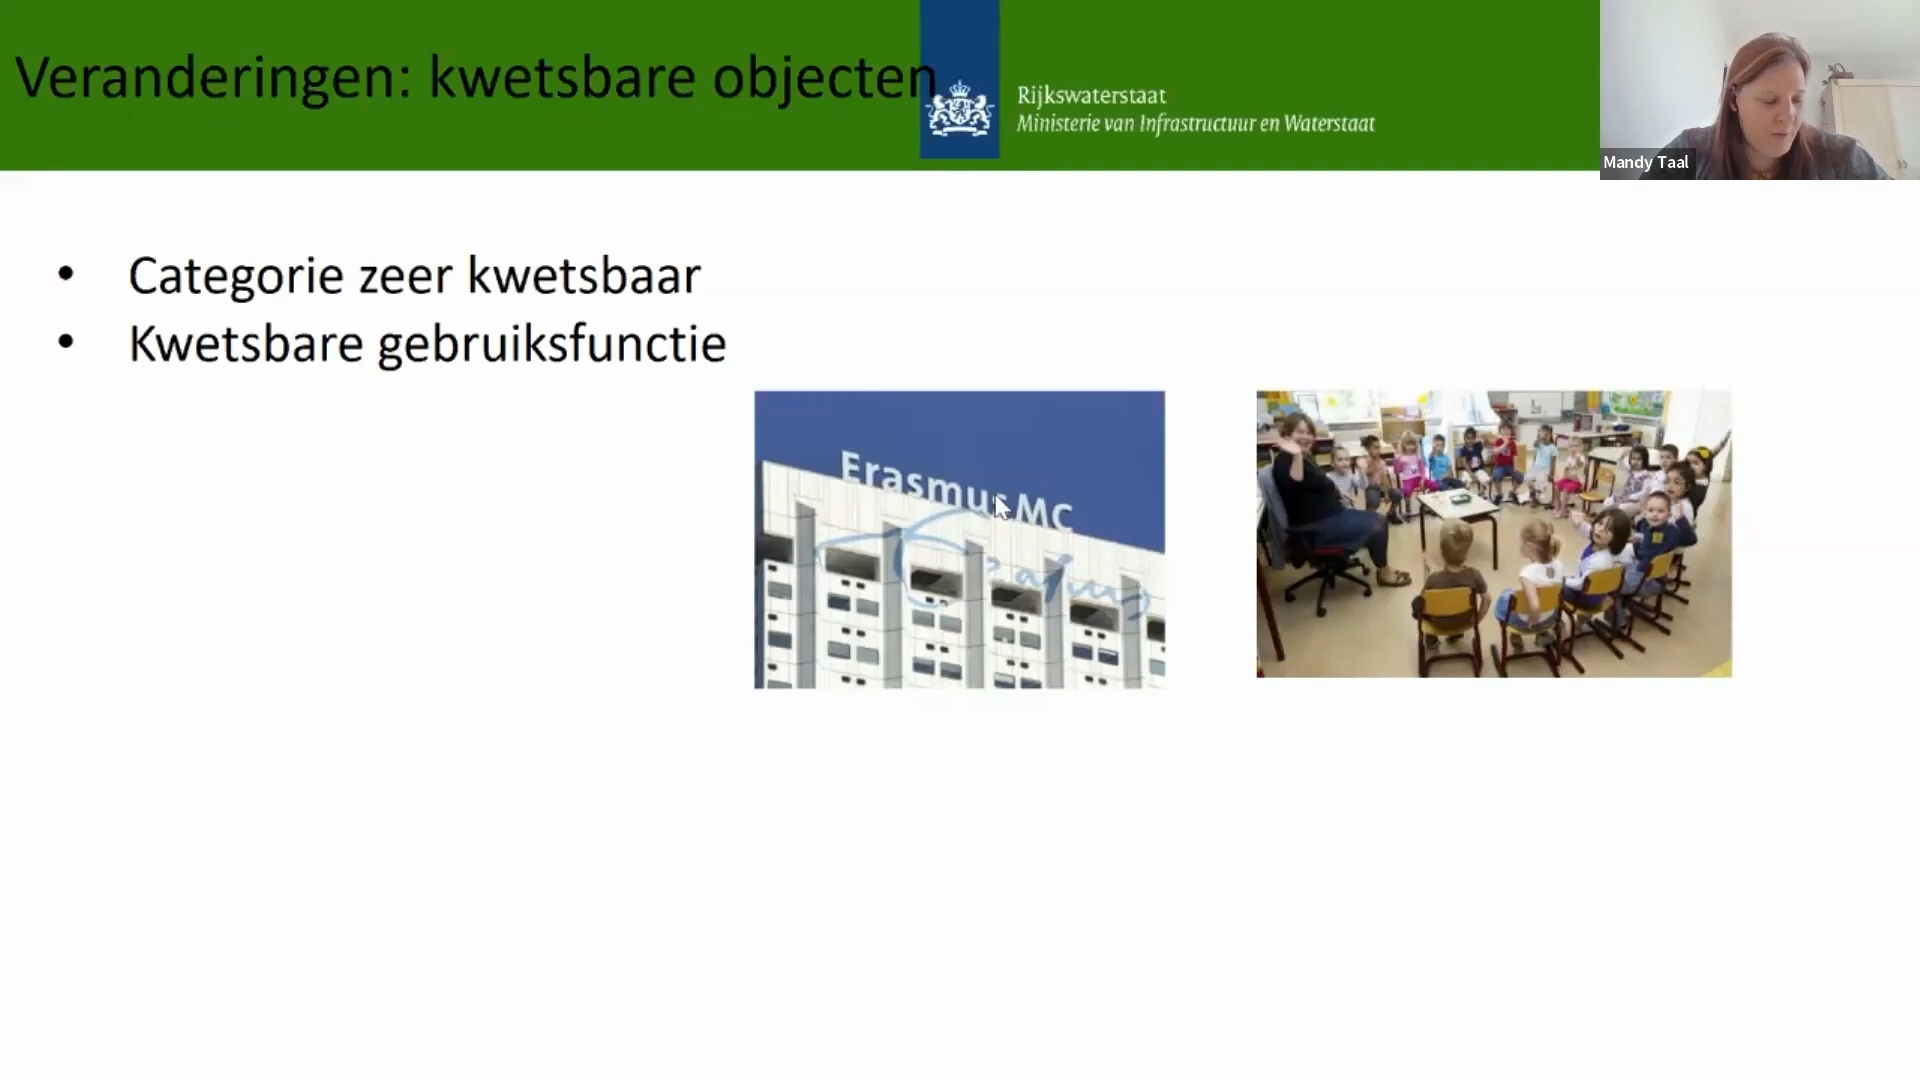 Veranderingen: kwetsbare objecten
Rijkswaterstaat
Ministerie van Infrastructuur en Waterstaat
Mandy Taal
• Categorie zeer kwetsbaar
• Kwetsbare gebruiksfunctie
Erasmus MC